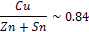 Cu
Zn + Sn ~ 0.84